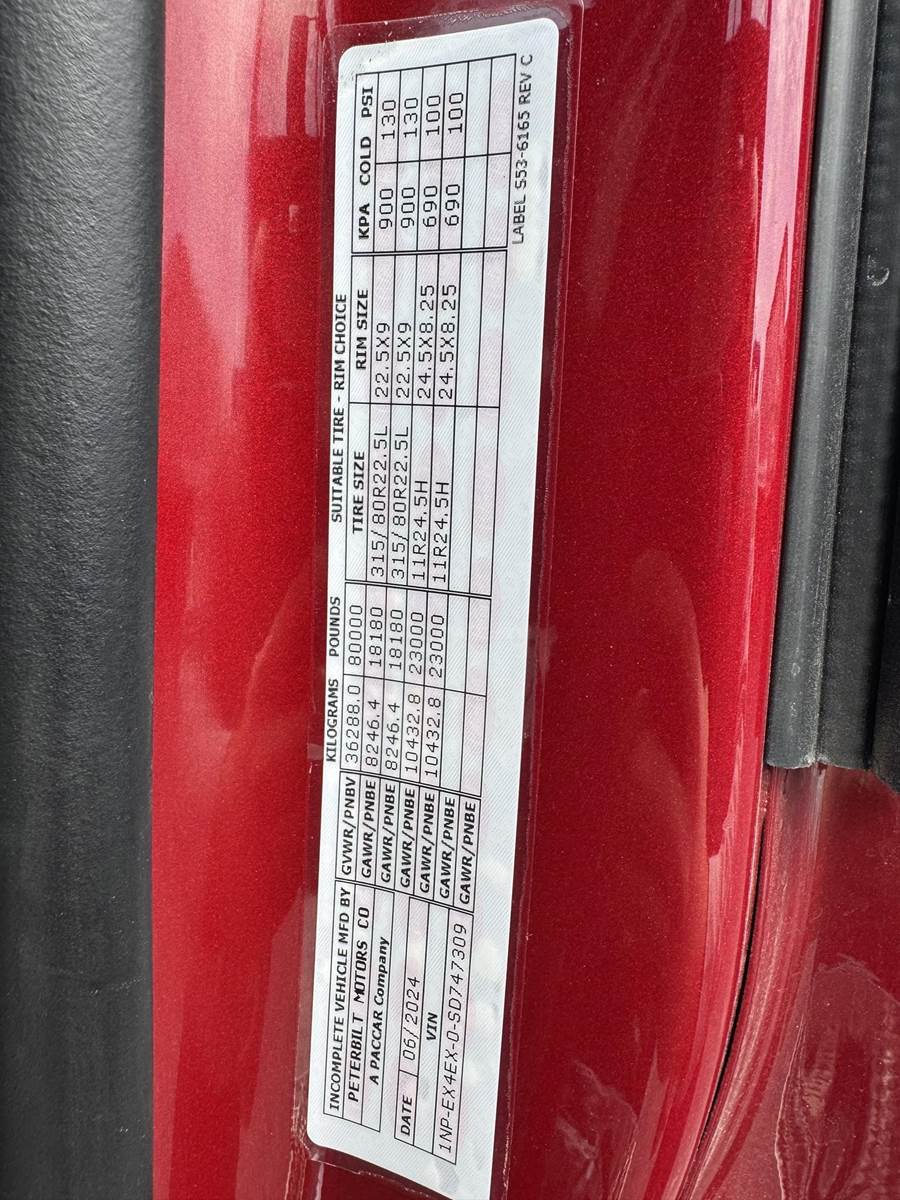 INCOMPLETE VEHICLE MFD BY
PETERBILT MOTORS CO
A PACCAR Company
DATE 06/2024
VIN
1NP-EX4EX-0-SD747309
KILOGRAMS POUNDS
SUITABLE TIRE - RIM CHOICE
TIRE SIZE RIM SIZE KPA COLD PSI
GVWR/PNBV 36288.0 80000
GAWR/PNBE 8246.4 18180 315/80R22.5L 22.5X9 900 130
GAWR/PNBE 8246.4 18180 315/80R22.5L 22.5X9 900 130
GAWR/PNBE 10432.8 23000 11R24.5H 24.5X8.25 690 100
GAWR/PNBE 10432.8 23000 11R24.5H 24.5X8.25 690 100
GAWR/PNBE
GAWR/PNBE
LABEL S53-6165 REV C